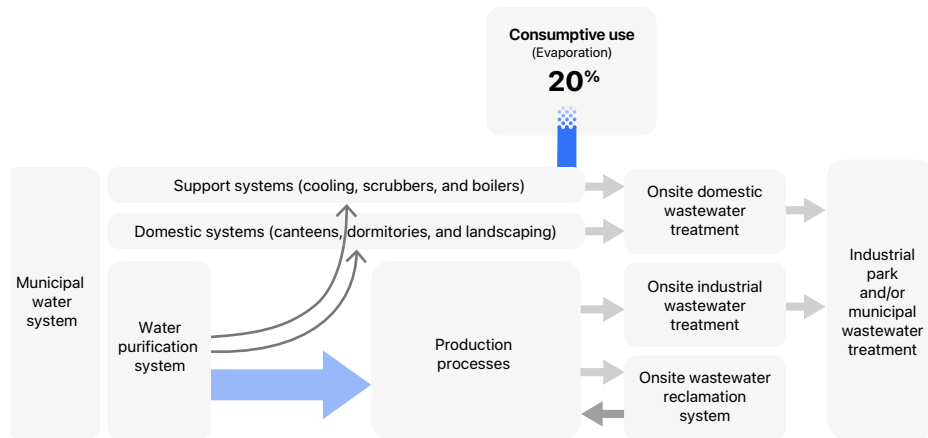 Consumptive use
(Evaporation)
20%
Support systems (cooling, scrubbers, and boilers)
Domestic systems (canteens, dormitories, and landscaping)
Municipal
water
system
Water
purification
system
Production
processes
Onsite domestic
wastewater
treatment
Onsite industrial
wastewater
treatment
Onsite wastewater
reclamation
system
Industrial
park
and/or
municipal
wastewater
treatment